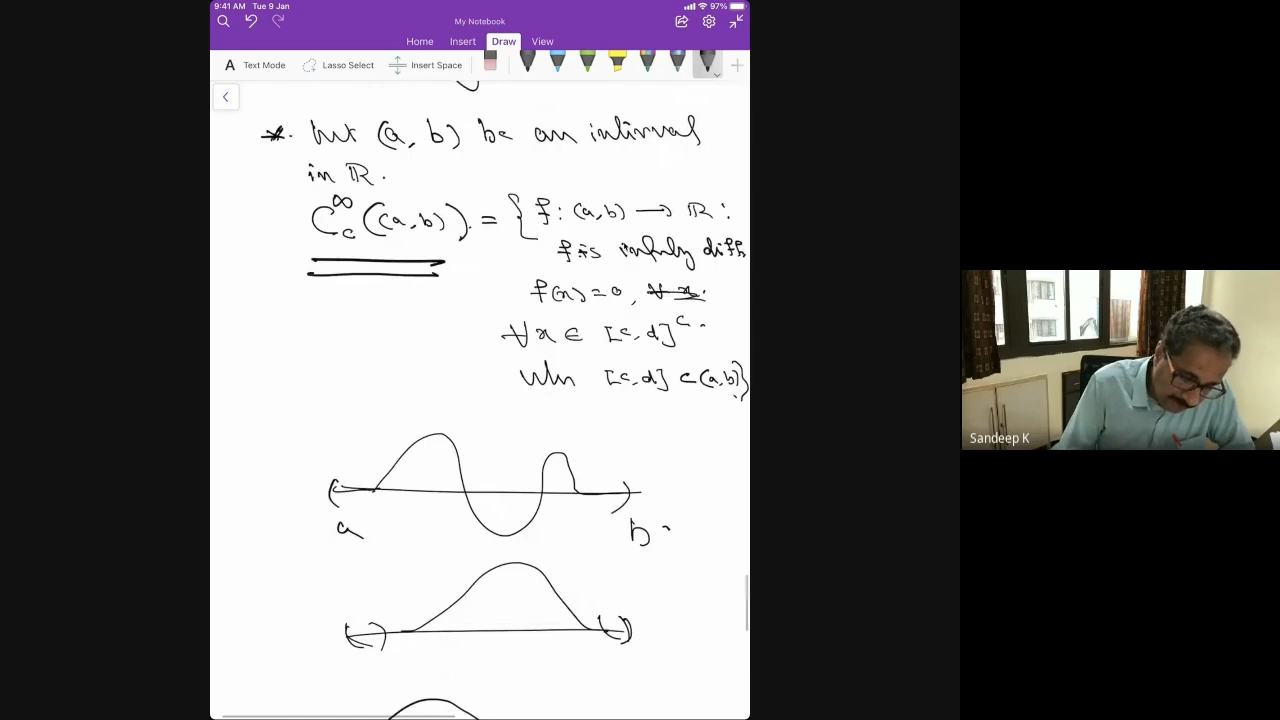 9:41 AM Tue 9 Jan
97%
My Notebook
Home Insert Draw View
A Text Mode Lasso Select Insert Space
*. Let (a, b) be an interval
in ℝ.
C_c^∞((a,b)). = { f : (a,b) → ℝ :
f is infinitely diff
f(x) = 0, ∀ x.
∀ x ∈ [c, d]^c.
when [c, d] ⊂ (a, b)}
a b
Sandeep K